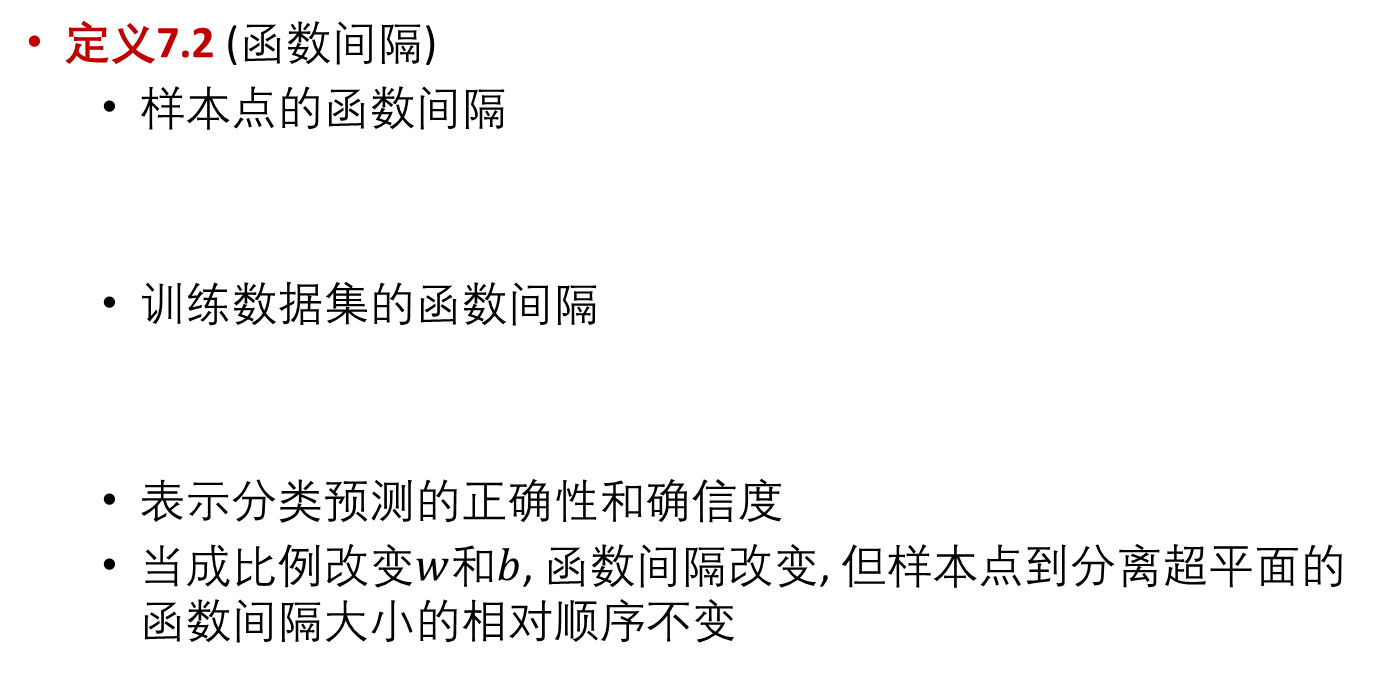 • 定义7.2 (函数间隔)
• 样本点的函数间隔
• 训练数据集的函数间隔
• 表示分类预测的正确性和确信度
• 当成比例改变w和b, 函数间隔改变, 但样本点到分离超平面的
函数间隔大小的相对顺序不变